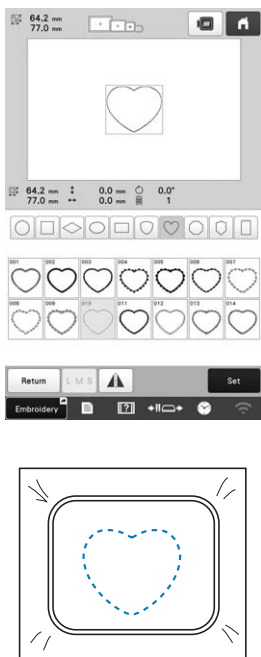 64.2 mm
77.0 mm
64.2 mm 0.0 mm 0.0°
77.0 mm 0.0 mm 1
001 002 003 004 005 006 007
008 009 010 011 012 013 014
Return L M S Set
Embroidery